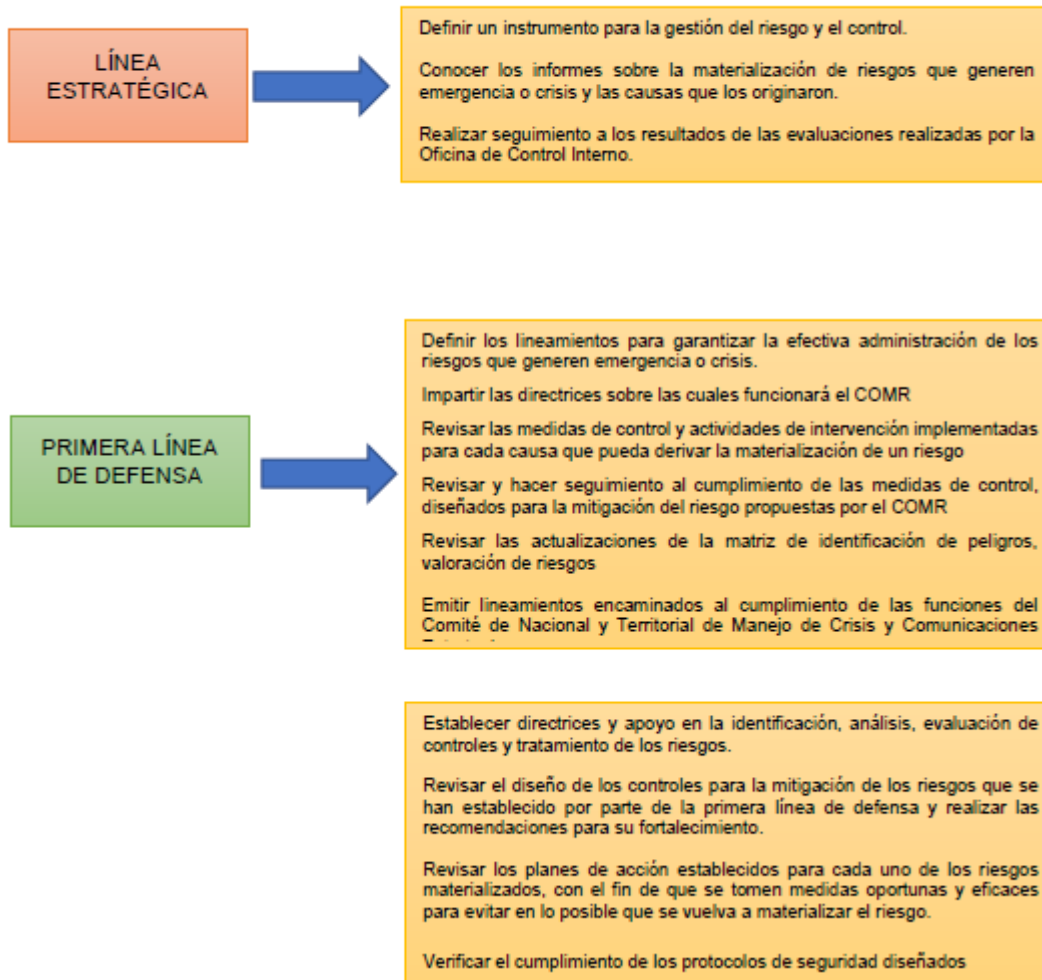 LÍNEA
ESTRATÉGICA
Definir un instrumento para la gestión del riesgo y el control.
Conocer los informes sobre la materialización de riesgos que generen
emergencia o crisis y las causas que los originaron.
Realizar seguimiento a los resultados de las evaluaciones realizadas por la
Oficina de Control Interno.
PRIMERA LÍNEA
DE DEFENSA
Definir los lineamientos para garantizar la efectiva administración de los
riesgos que generen emergencia o crisis.
Impartir las directrices sobre las cuales funcionará el COMR
Revisar las medidas de control y actividades de intervención implementadas
para cada causa que pueda derivar la materialización de un riesgo
Revisar y hacer seguimiento al cumplimiento de las medidas de control,
diseñados para la mitigación del riesgo propuestas por el COMR
Revisar las actualizaciones de la matriz de identificación de peligros,
valoración de riesgos
Emitir lineamientos encaminados al cumplimiento de las funciones del
Comité de Nacional y Territorial de Manejo de Crisis y Comunicaciones
Establecer directrices y apoyo en la identificación, análisis, evaluación de
controles y tratamiento de los riesgos.
Revisar el diseño de los controles para la mitigación de los riesgos que se
han establecido por parte de la primera línea de defensa y realizar las
recomendaciones para su fortalecimiento.
Revisar los planes de acción establecidos para cada uno de los riesgos
materializados, con el fin de que se tomen medidas oportunas y eficaces
para evitar en lo posible que se vuelva a materializar el riesgo.
Verificar el cumplimiento de los protocolos de seguridad diseñados